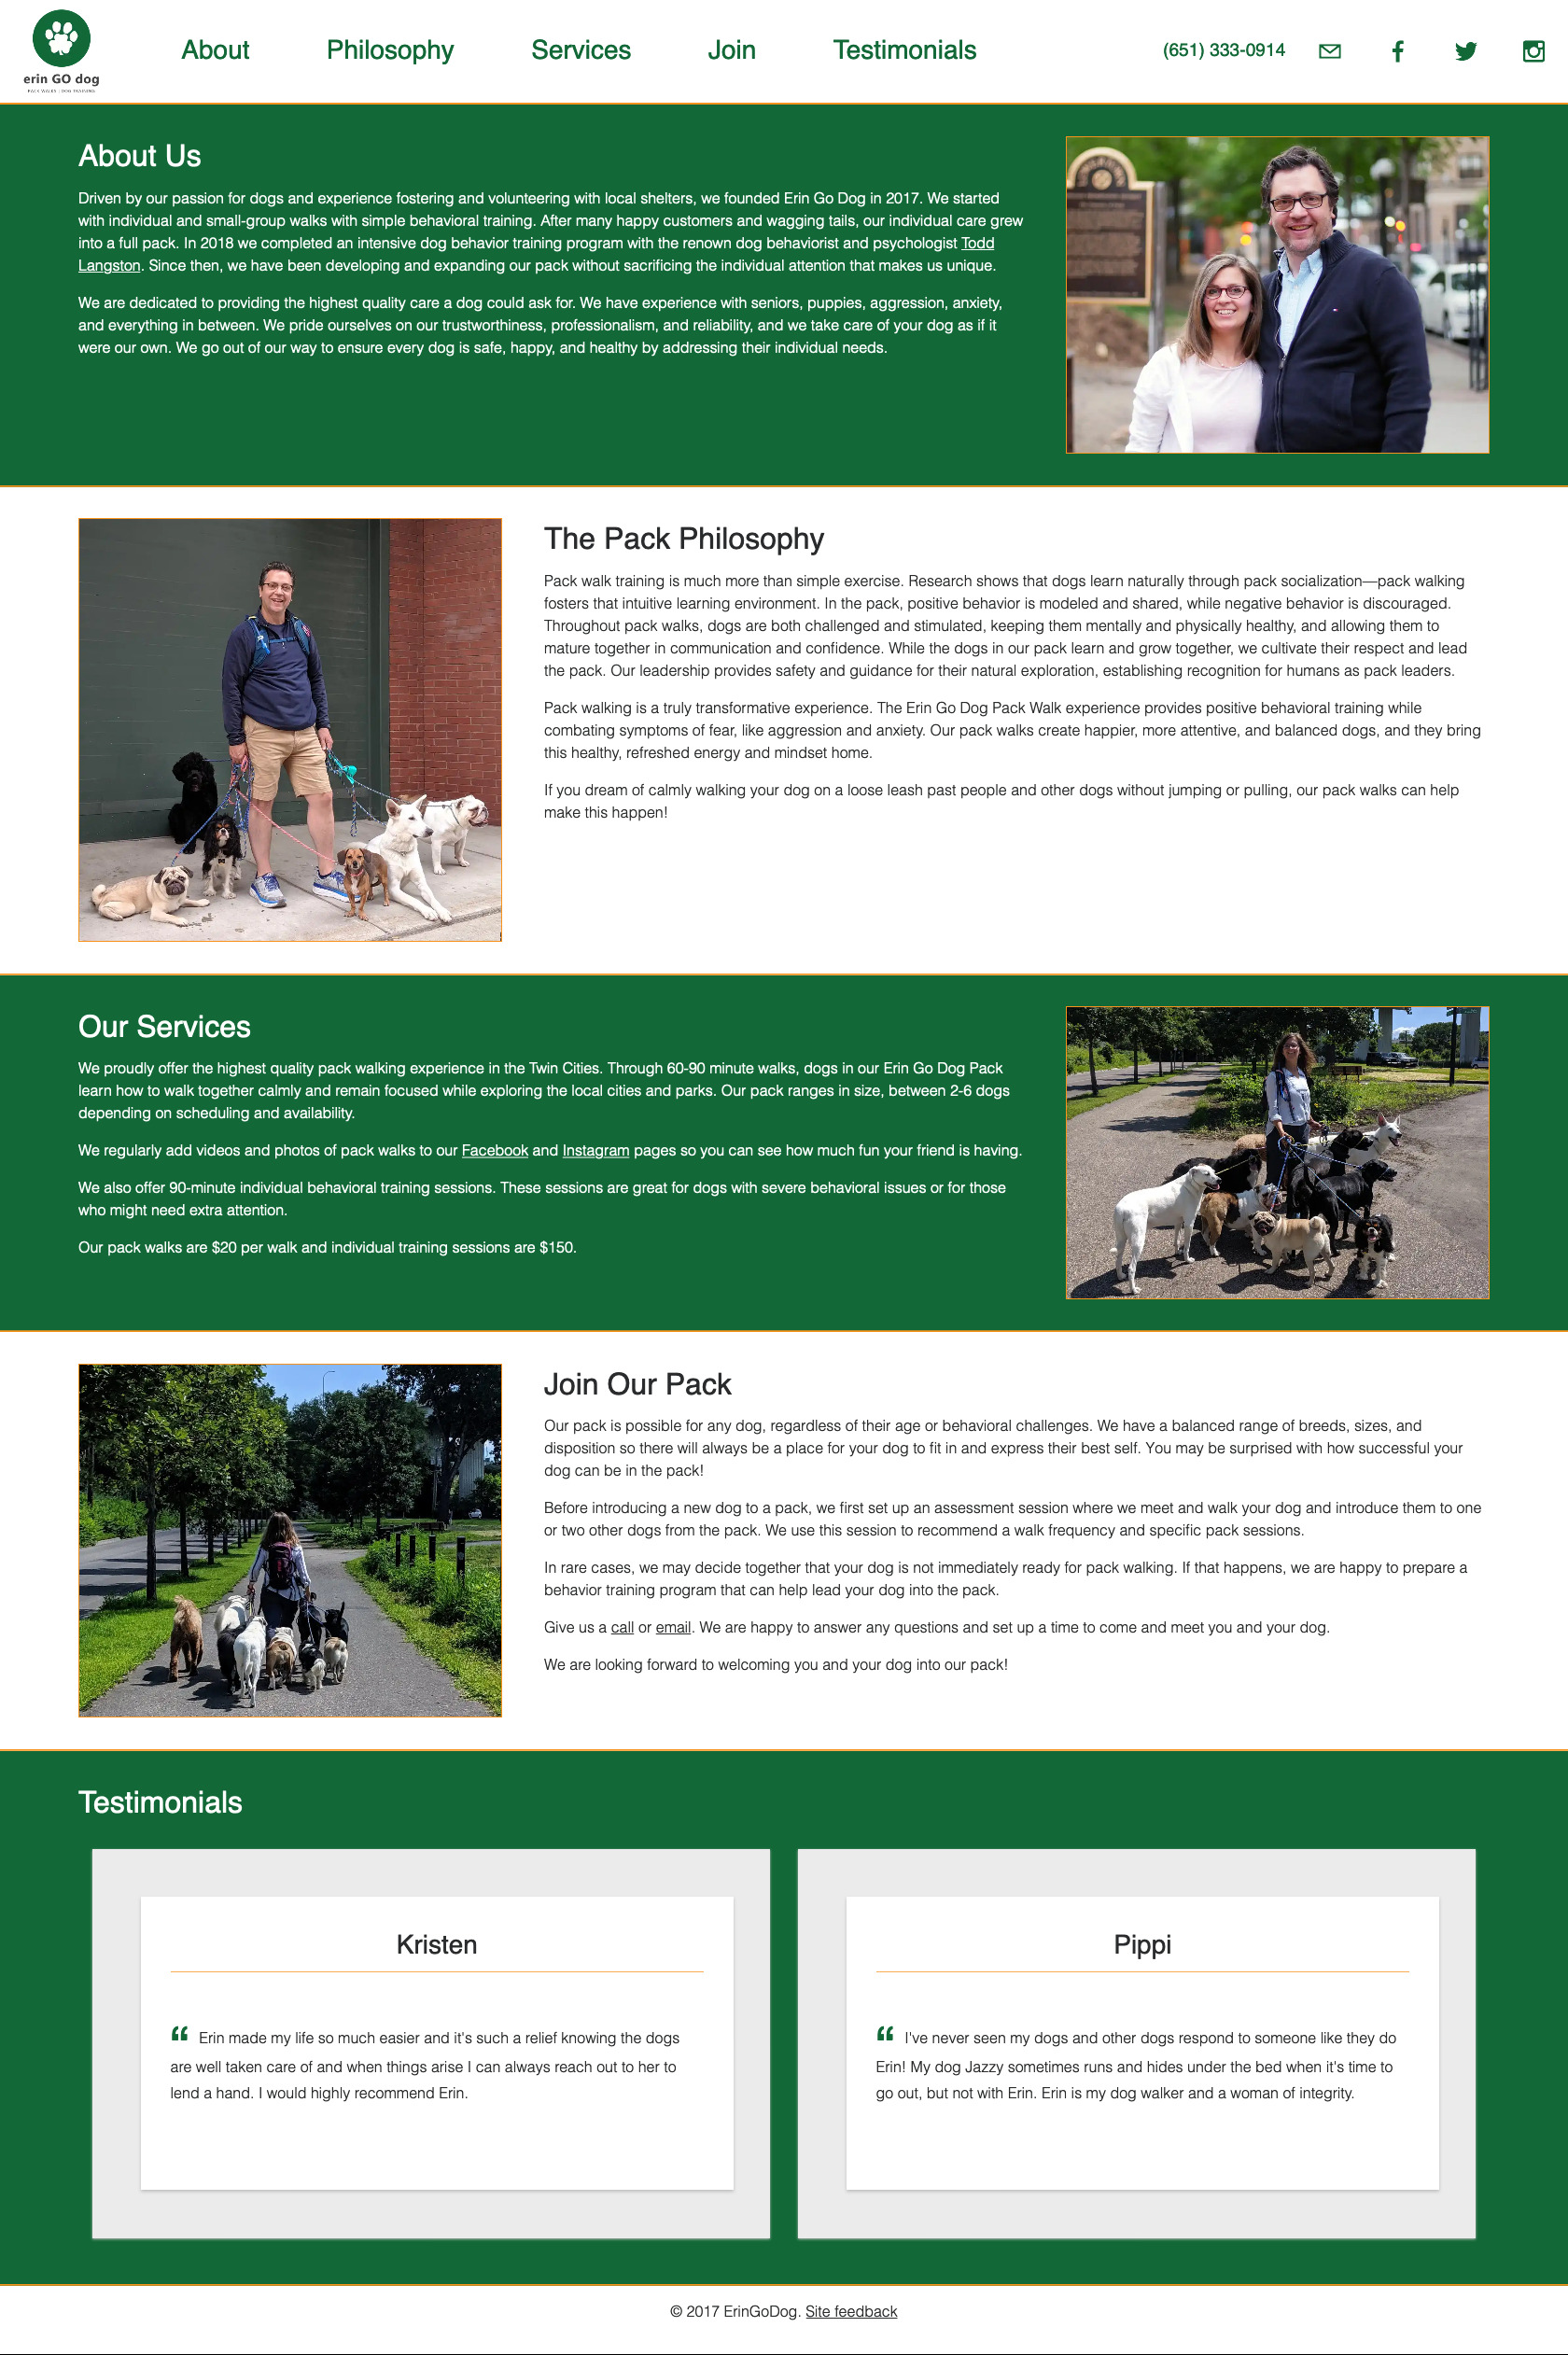 erin GO dog
PACK WALKS | DOG TRAINING
About
Philosophy
Services
Join
Testimonials
(651) 333-0914
About Us
Driven by our passion for dogs and experience fostering and volunteering with local shelters, we founded Erin Go Dog in 2017. We started
with individual and small-group walks with simple behavioral training. After many happy customers and wagging tails, our individual care grew
into a full pack. In 2018 we completed an intensive dog behavior training program with the renown dog behaviorist and psychologist Todd
Langston. Since then, we have been developing and expanding our pack without sacrificing the individual attention that makes us unique.
We are dedicated to providing the highest quality care a dog could ask for. We have experience with seniors, puppies, aggression, anxiety,
and everything in between. We pride ourselves on our trustworthiness, professionalism, and reliability, and we take care of your dog as if it
were our own. We go out of our way to ensure every dog is safe, happy, and healthy by addressing their individual needs.
The Pack Philosophy
Pack walk training is much more than simple exercise. Research shows that dogs learn naturally through pack socialization—pack walking
fosters that intuitive learning environment. In the pack, positive behavior is modeled and shared, while negative behavior is discouraged.
Throughout pack walks, dogs are both challenged and stimulated, keeping them mentally and physically healthy, and allowing them to
mature together in communication and confidence. While the dogs in our pack learn and grow together, we cultivate their respect and lead
the pack. Our leadership provides safety and guidance for their natural exploration, establishing recognition for humans as pack leaders.
Pack walking is a truly transformative experience. The Erin Go Dog Pack Walk experience provides positive behavioral training while
combating symptoms of fear, like aggression and anxiety. Our pack walks create happier, more attentive, and balanced dogs, and they bring
this healthy, refreshed energy and mindset home.
If you dream of calmly walking your dog on a loose leash past people and other dogs without jumping or pulling, our pack walks can help
make this happen!
Our Services
We proudly offer the highest quality pack walking experience in the Twin Cities. Through 60-90 minute walks, dogs in our Erin Go Dog Pack
learn how to walk together calmly and remain focused while exploring the local cities and parks. Our pack ranges in size, between 2-6 dogs
depending on scheduling and availability.
We regularly add videos and photos of pack walks to our Facebook and Instagram pages so you can see how much fun your friend is having.
We also offer 90-minute individual behavioral training sessions. These sessions are great for dogs with severe behavioral issues or for those
who might need extra attention.
Our pack walks are $20 per walk and individual training sessions are $150.
Join Our Pack
Our pack is possible for any dog, regardless of their age or behavioral challenges. We have a balanced range of breeds, sizes, and
disposition so there will always be a place for your dog to fit in and express their best self. You may be surprised with how successful your
dog can be in the pack!
Before introducing a new dog to a pack, we first set up an assessment session where we meet and walk your dog and introduce them to one
or two other dogs from the pack. We use this session to recommend a walk frequency and specific pack sessions.
In rare cases, we may decide together that your dog is not immediately ready for pack walking. If that happens, we are happy to prepare a
behavior training program that can help lead your dog into the pack.
Give us a call or email. We are happy to answer any questions and set up a time to come and meet you and your dog.
We are looking forward to welcoming you and your dog into our pack!
Testimonials
Kristen
“ Erin made my life so much easier and it's such a relief knowing the dogs
are well taken care of and when things arise I can always reach out to her to
lend a hand. I would highly recommend Erin.
Pippi
“ I've never seen my dogs and other dogs respond to someone like they do
Erin! My dog Jazzy sometimes runs and hides under the bed when it's time to
go out, but not with Erin. Erin is my dog walker and a woman of integrity.
© 2017 ErinGoDog. Site feedback